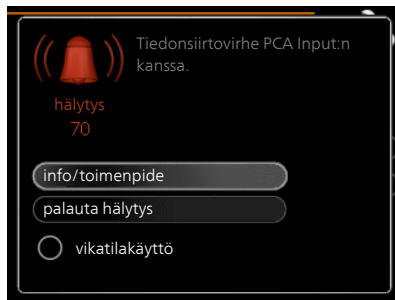 Tiedonsiirtovirhe PCA Input:n
kanssa.
hälytys
70
info/toimenpide
palauta hälytys
vikatilakäyttö